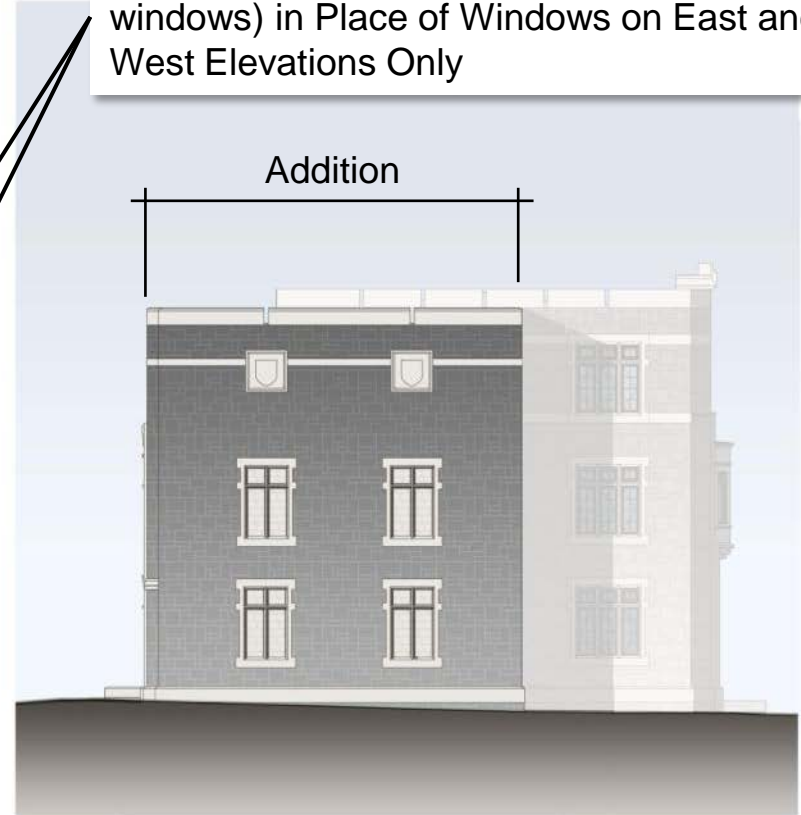 windows) in Place of Windows on East and
West Elevations Only
Addition